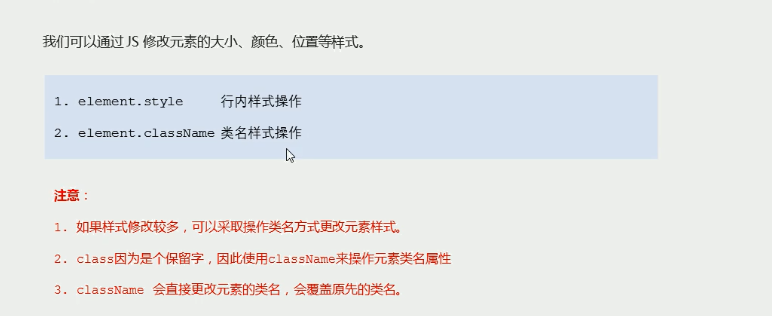 我们可以通过 JS 修改元素的大小、颜色、位置等样式。
1. element.style 行内样式操作
2. element.className 类名样式操作
注意：
1. 如果样式修改较多，可以采取操作类名方式更改元素样式。
2. class因为是个保留字，因此使用className来操作元素类名属性
3. className 会直接更改元素的类名，会覆盖原先的类名。